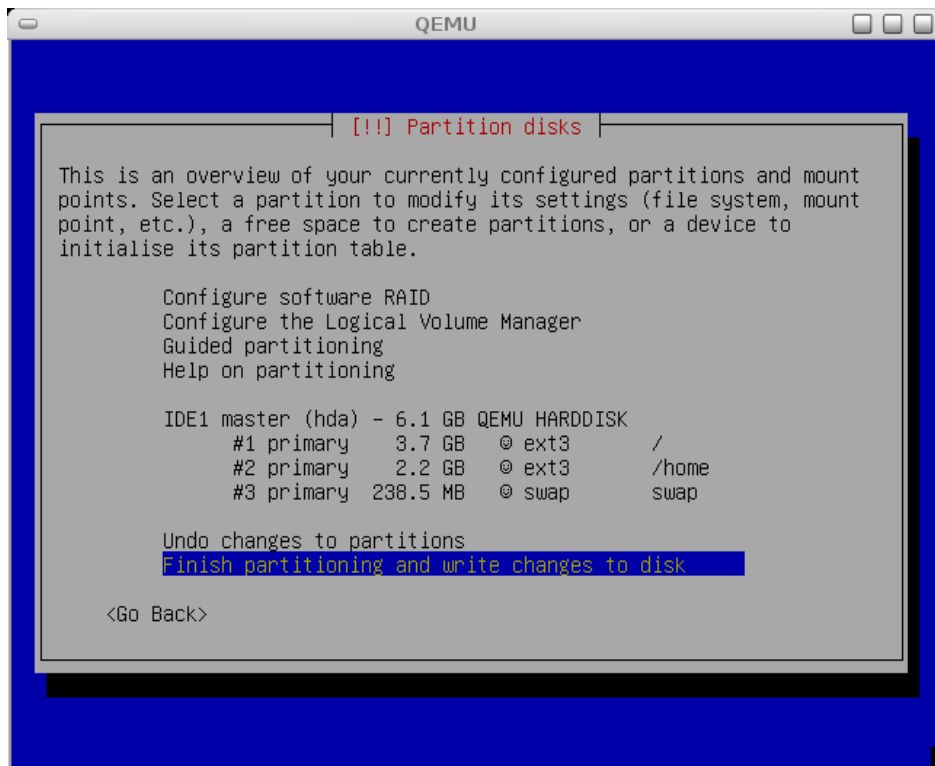 QEMU
[!!] Partition disks
This is an overview of your currently configured partitions and mount
points. Select a partition to modify its settings (file system, mount
point, etc.), a free space to create partitions, or a device to
initialise its partition table.
Configure software RAID
Configure the Logical Volume Manager
Guided partitioning
Help on partitioning
IDE1 master (hda) – 6.1 GB QEMU HARDDISK
#1 primary 3.7 GB ☺ ext3 /
#2 primary 2.2 GB ☺ ext3 /home
#3 primary 238.5 MB ☺ swap swap
Undo changes to partitions
Finish partitioning and write changes to disk
<Go Back>